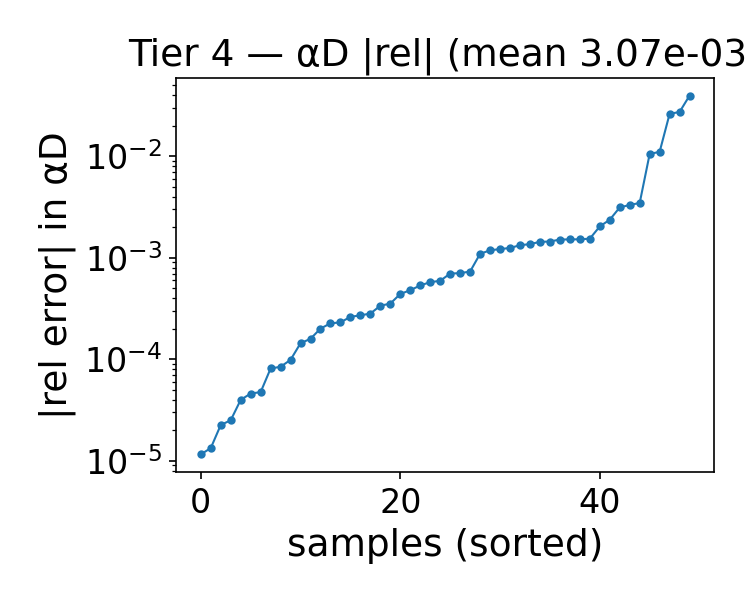 Tier 4 — αD |rel| (mean 3.07e-03
|rel error| in αD
10⁻²
10⁻³
10⁻⁴
10⁻⁵
0 20 40
samples (sorted)